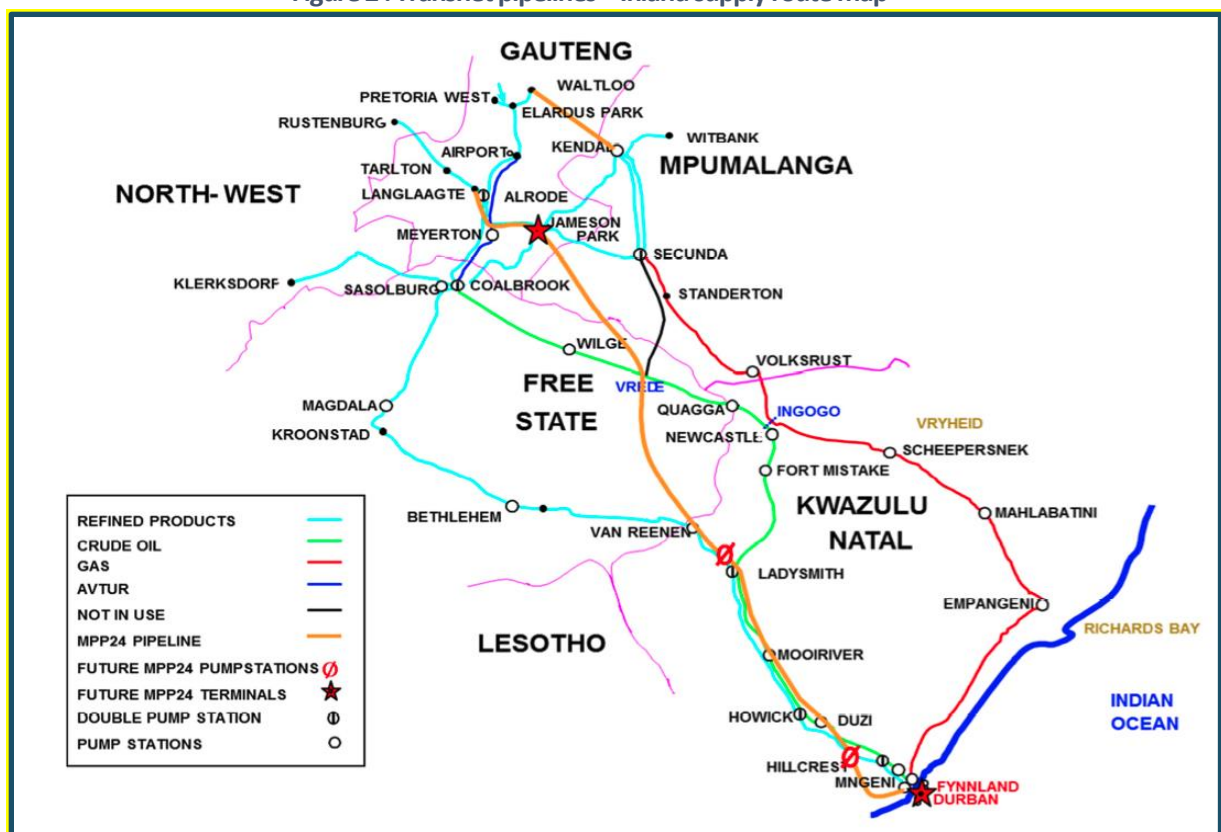 GAUTENG
WALTLOO
PRETORIA WEST
ELARDUS PARK
RUSTENBURG
WITBANK
AIRPORT
KENDAL
MPUMALANGA
TARLTON
NORTH-WEST
LANGLAAGTE
ALRODE
JAMESON
PARK
MEYERTON
SECUNDA
KLERKSDORP
SASOLBURG
COALBROOK
STANDERTON
WILGE
VOLKSRUST
FREE
STATE
VREDE
MAGDALA
QUAGGA
INGOGO
KROONSTAD
NEWCASTLE
VRYHEID
SCHEEPERSNEK
FORT MISTAKE
KWAZULU
NATAL
BETHLEHEM
MAHLABATINI
VAN REENEN
LADYSMITH
EMPANGENI
LESOTHO
RICHARDS BAY
MOOIRIVER
INDIAN
OCEAN
HOWICK
DUZI
HILLCREST
MNGENI
FYNNLAND
DURBAN
REFINED PRODUCTS
CRUDE OIL
GAS
AVTUR
NOT IN USE
MPP24 PIPELINE
FUTURE MPP24 PUMPSTATIONS
FUTURE MPP24 TERMINALS
DOUBLE PUMP STATION
PUMP STATIONS